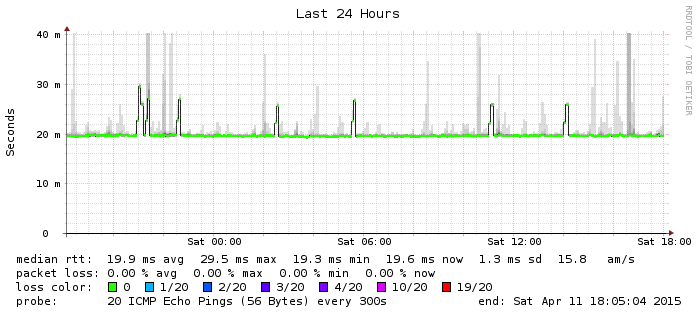 Last 24 Hours
RRDTOOL / TOBI OETIKER
Seconds
40 m
30 m
20 m
10 m
0
Sat 00:00 Sat 06:00 Sat 12:00 Sat 18:00
median rtt: 19.9 ms avg 29.5 ms max 19.3 ms min 19.6 ms now 1.3 ms sd 15.8 am/s
packet loss: 0.00 % avg 0.00 % max 0.00 % min 0.00 % now
loss color: 0 1/20 2/20 3/20 4/20 10/20 19/20
probe: 20 ICMP Echo Pings (56 Bytes) every 300s end: Sat Apr 11 18:05:04 2015